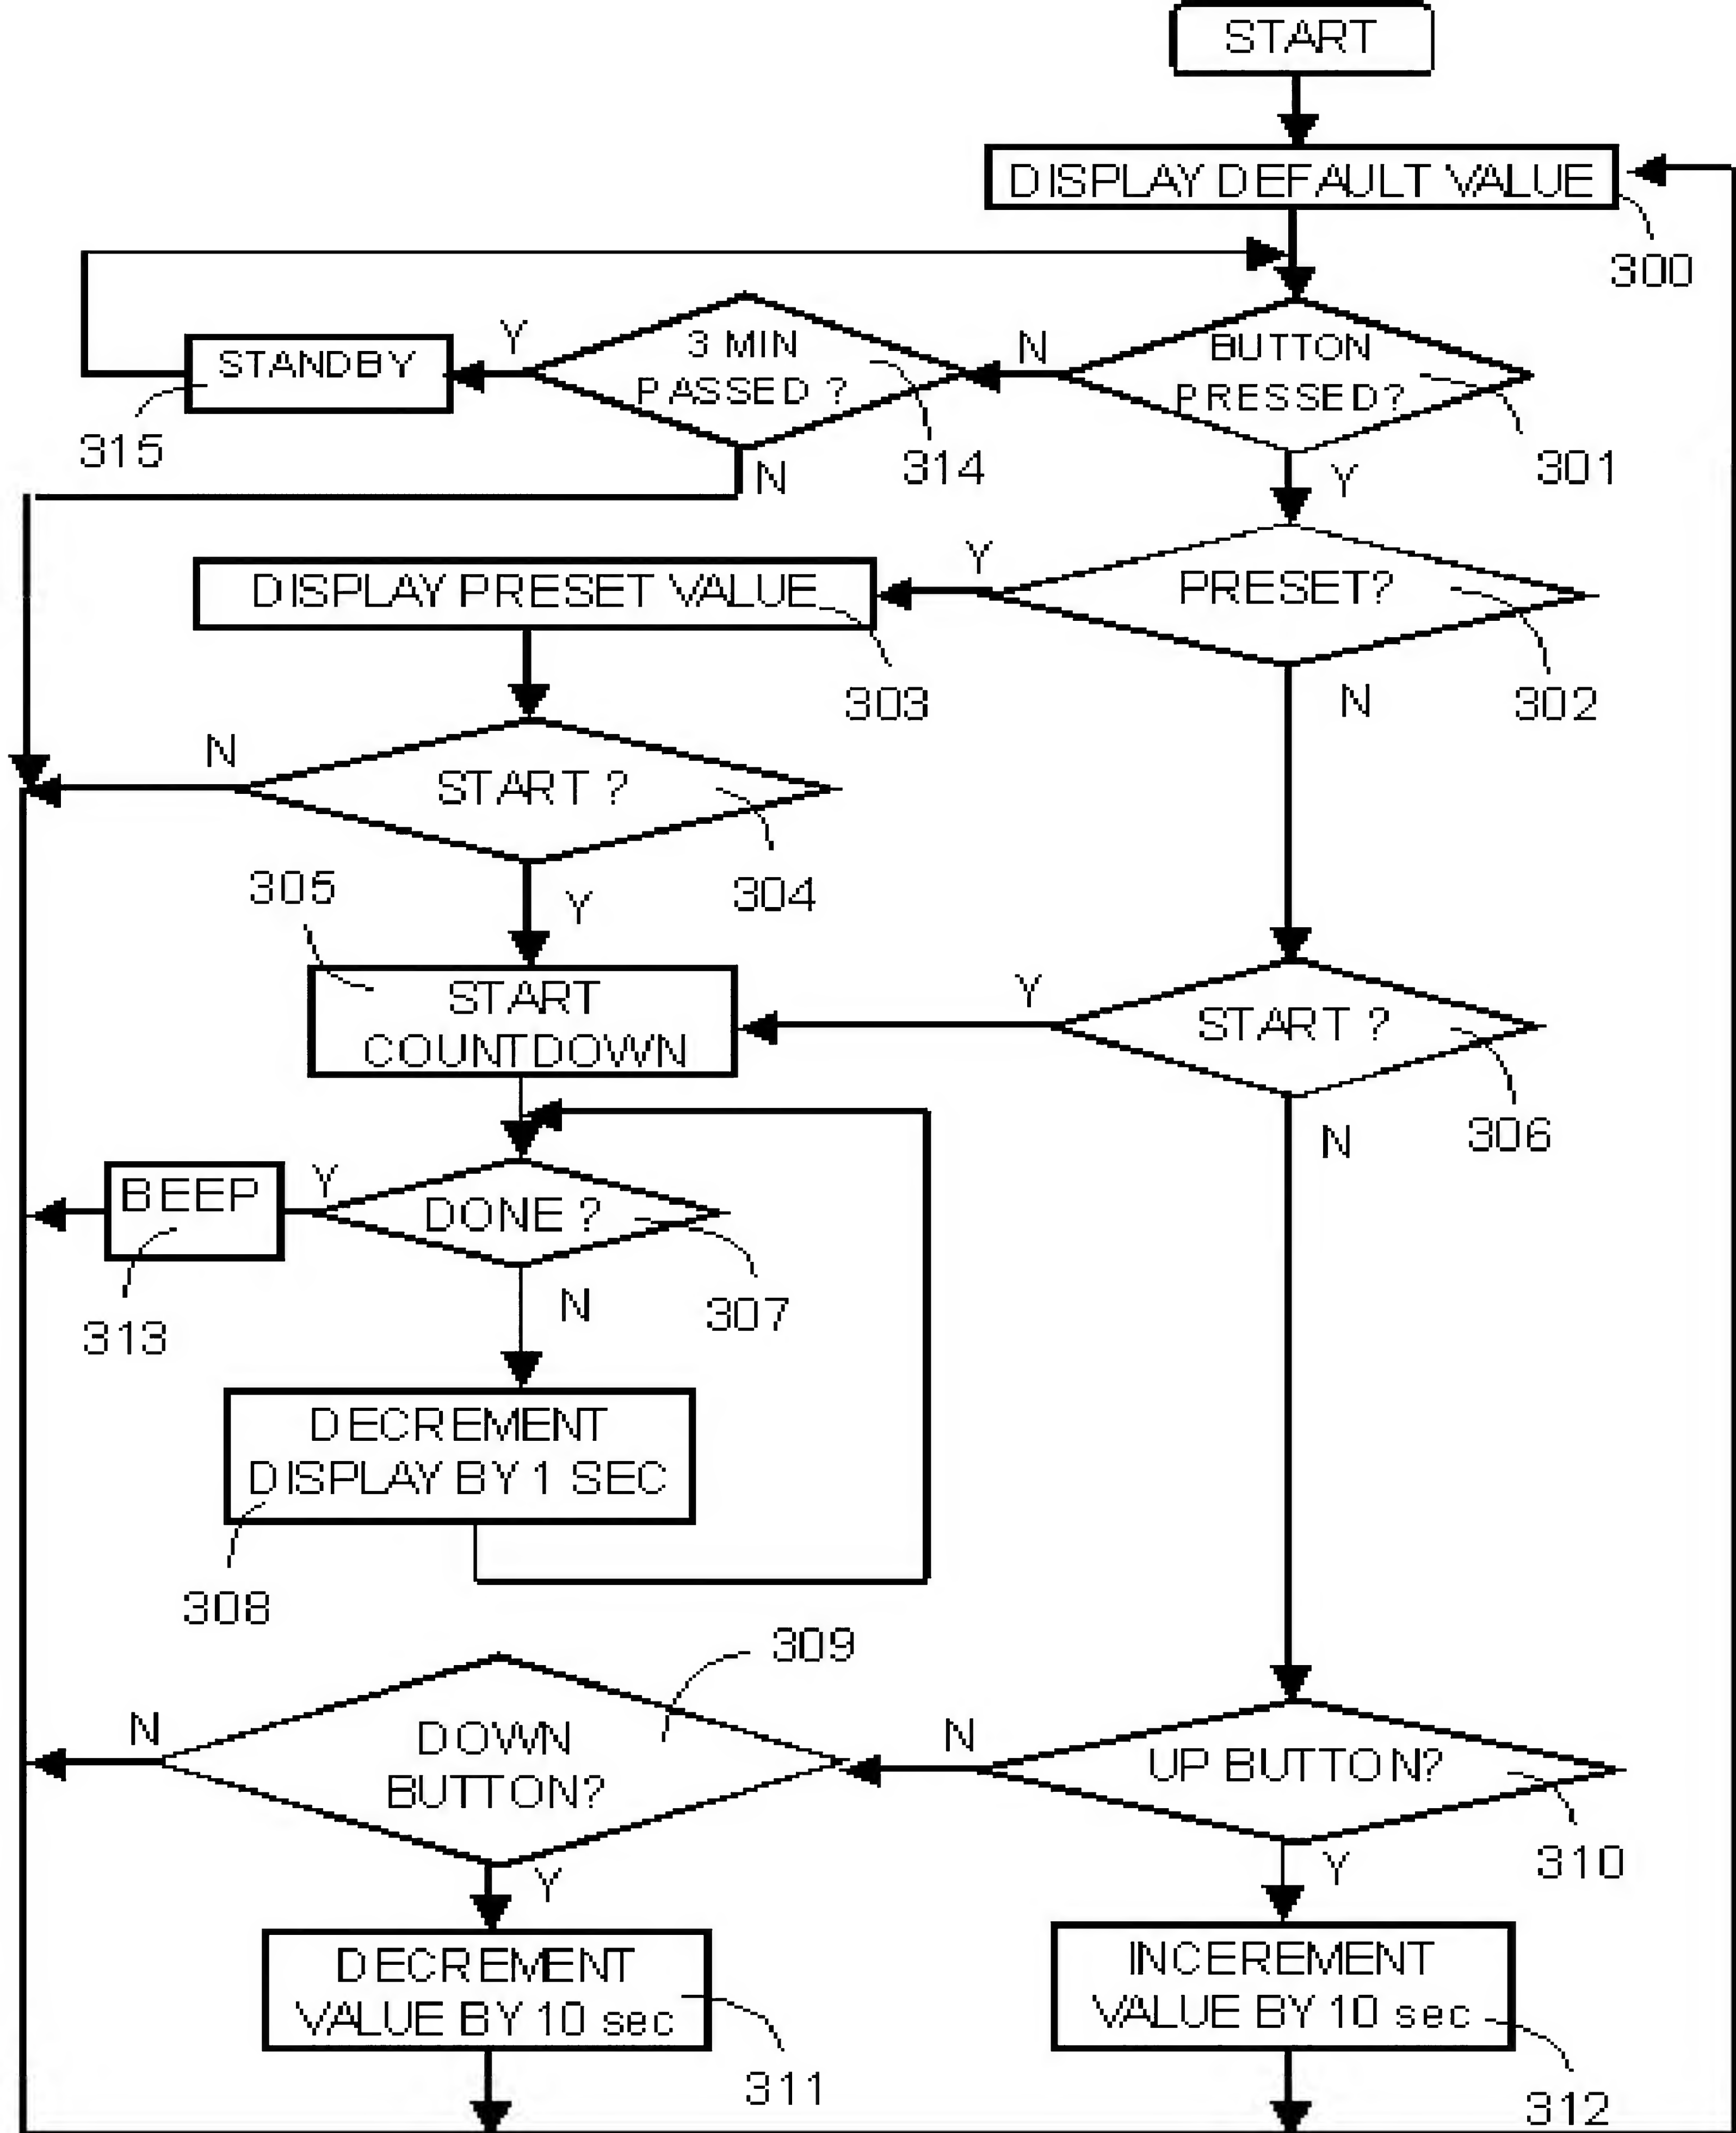 START
DISPLAY DEFAULT VALUE
300
BUTTON
PRESSED?
301
N
3 MIN
PASSED ?
314
Y
STANDBY
315
N
Y
PRESET?
302
Y
DISPLAY PRESET VALUE
303
N
START ?
304
N
Y
305
START
COUNTDOWN
Y
START ?
306
N
DONE ?
307
Y
BEEP
313
N
DECREMENT
DISPLAY BY 1 SEC
308
309
DOWN
BUTTON?
N
N
UP BUTTON?
310
Y
Y
DECREMENT
VALUE BY 10 sec
311
INCEREMENT
VALUE BY 10 sec
312